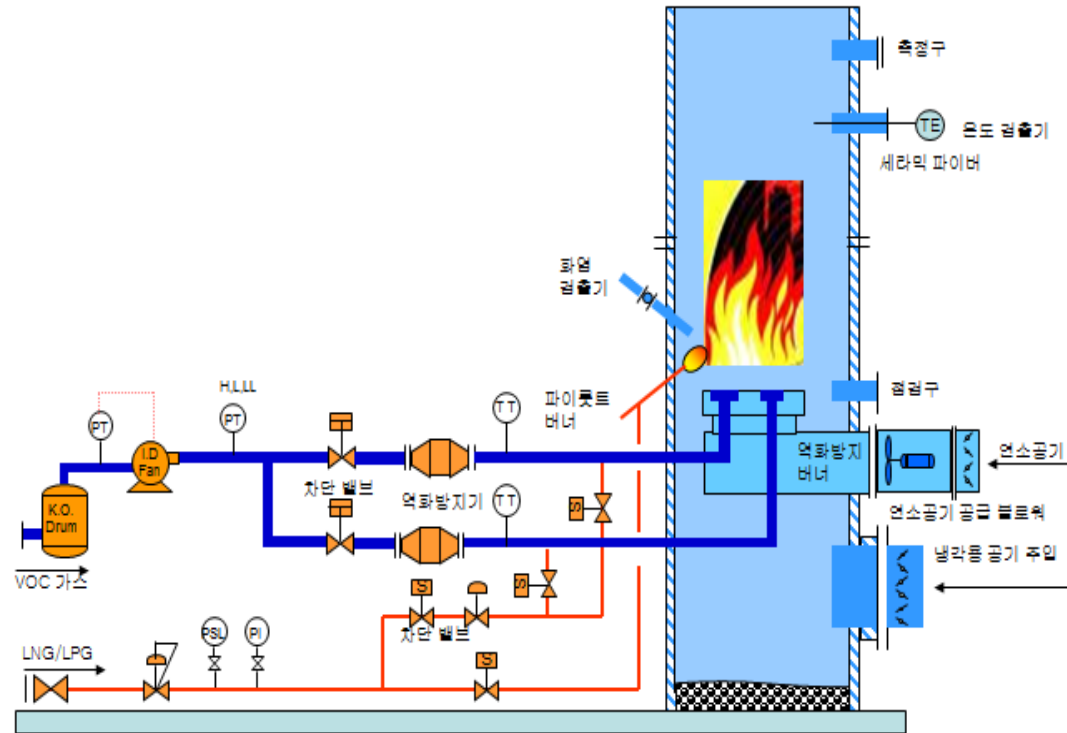 측정구
TE
온도 검출기
세라믹 파이버
화염
검출기
H,L,LL
PT
PT
I.D
Fan
TT
파이롯트
버너
점검구
역화방지
버너
연소공기
연소공기 공급 블로워
K.O.
Drum
차단 밸브
역화방지기
TT
S
VOC 가스
냉각용 공기 주입
S
S
차단 밸브
LNG/LPG
PSL
PI
S